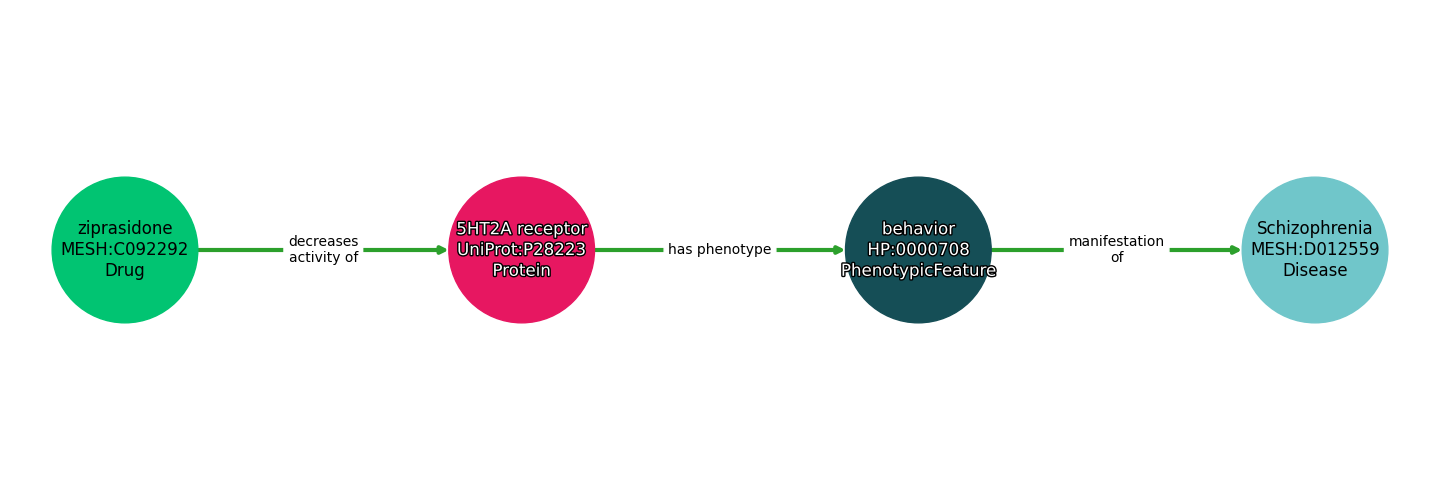 ziprasidone
MESH:C092292
Drug
decreases
activity of
5HT2A receptor
UniProt:P28223
Protein
has phenotype
behavior
HP:0000708
PhenotypicFeature
manifestation
of
Schizophrenia
MESH:D012559
Disease